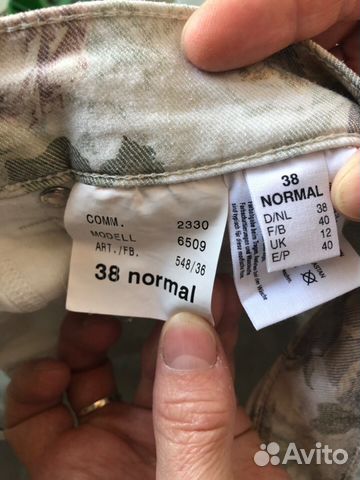 COMM. 2330
MODELL 6509
ART./FB. 548/36
38 normal
38
NORMAL
D/NL 38
F/B 40
UK 12
E/P 40
Avito